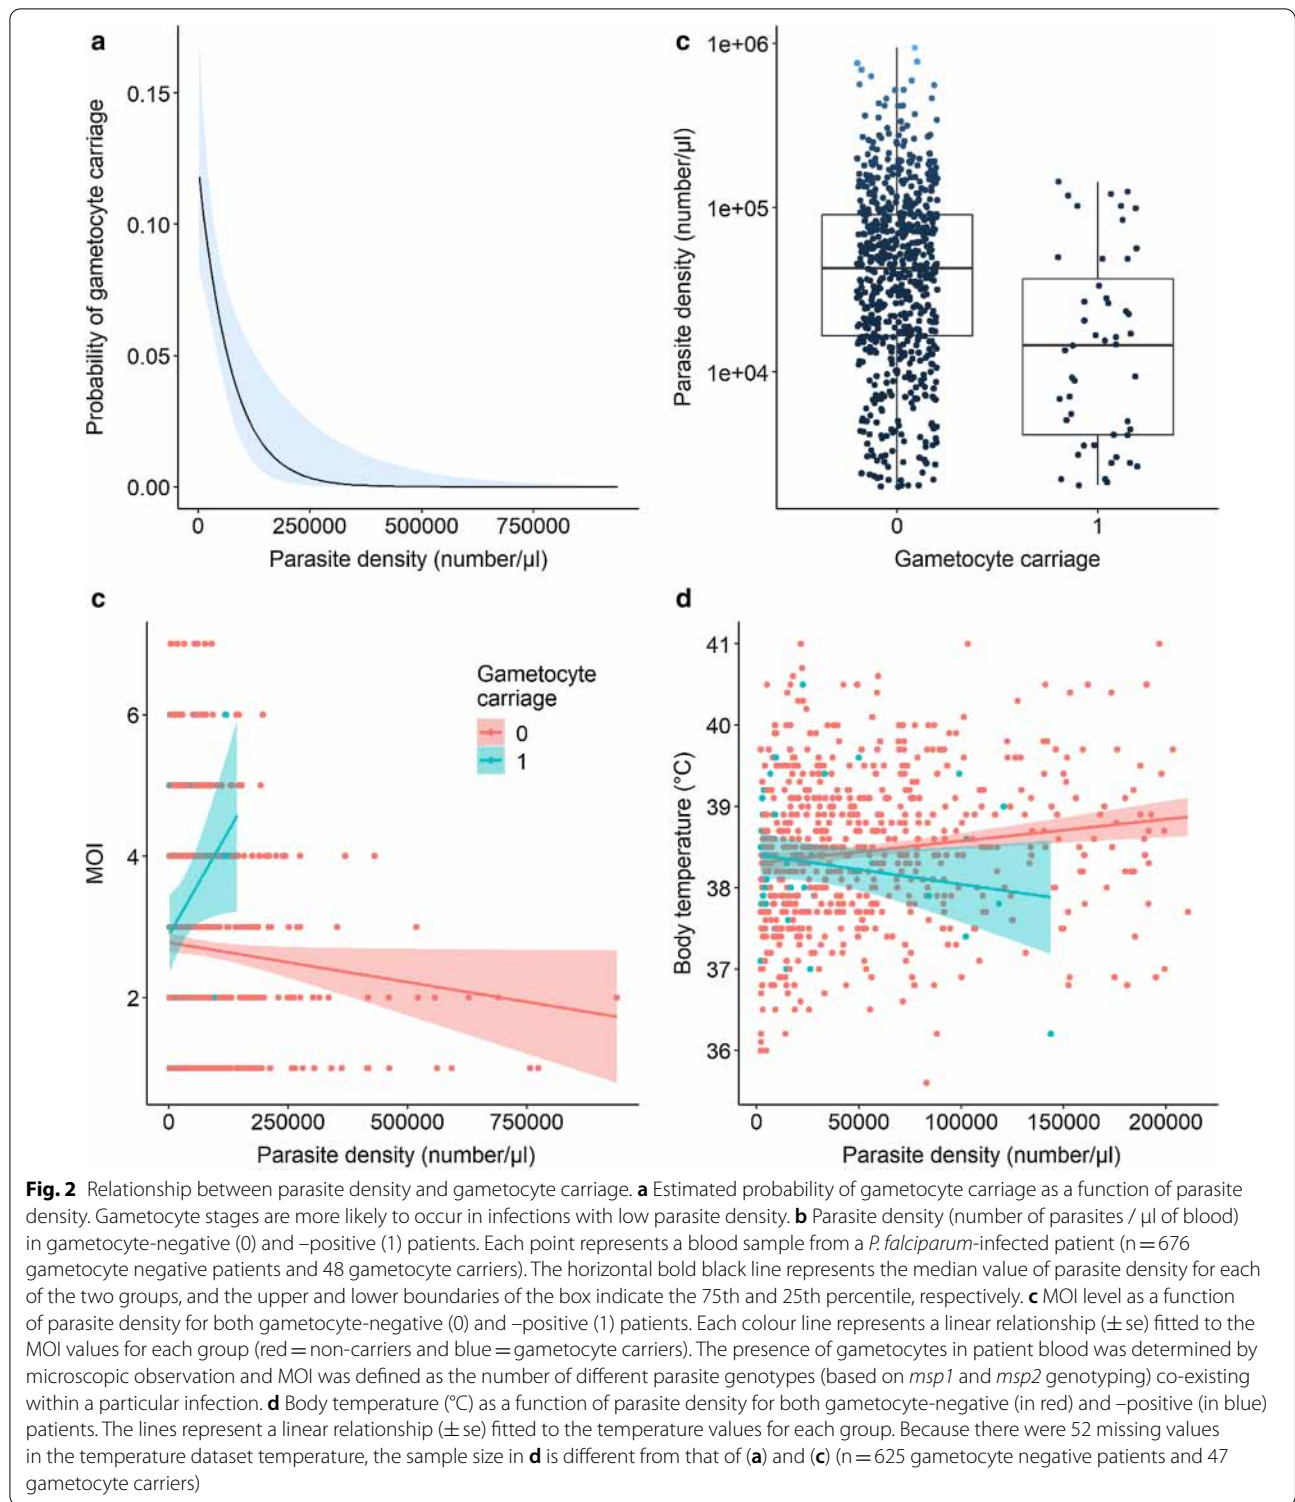 a
Probability of gametocyte carriage
0.15
0.10
0.05
0.00
0 250000 500000 750000
Parasite density (number/µl)
c
Parasite density (number/µl)
1e+06
1e+05
1e+04
0 1
Gametocyte carriage
c
MOI
6
4
2
Gametocyte
carriage
0
1
0 250000 500000 750000
Parasite density (number/µl)
d
Body temperature (°C)
41
40
39
38
37
36
0 50000 100000 150000 200000
Parasite density (number/µl)
Fig. 2 Relationship between parasite density and gametocyte carriage. a Estimated probability of gametocyte carriage as a function of parasite
density. Gametocyte stages are more likely to occur in infections with low parasite density. b Parasite density (number of parasites / µl of blood)
in gametocyte-negative (0) and –positive (1) patients. Each point represents a blood sample from a P. falciparum-infected patient (n = 676
gametocyte negative patients and 48 gametocyte carriers). The horizontal bold black line represents the median value of parasite density for each
of the two groups, and the upper and lower boundaries of the box indicate the 75th and 25th percentile, respectively. c MOI level as a function
of parasite density for both gametocyte-negative (0) and –positive (1) patients. Each colour line represents a linear relationship (± se) fitted to the
MOI values for each group (red = non-carriers and blue = gametocyte carriers). The presence of gametocytes in patient blood was determined by
microscopic observation and MOI was defined as the number of different parasite genotypes (based on msp1 and msp2 genotyping) co-existing
within a particular infection. d Body temperature (°C) as a function of parasite density for both gametocyte-negative (in red) and –positive (in blue)
patients. The lines represent a linear relationship (± se) fitted to the temperature values for each group. Because there were 52 missing values
in the temperature dataset temperature, the sample size in d is different from that of (a) and (c) (n = 625 gametocyte negative patients and 47
gametocyte carriers)